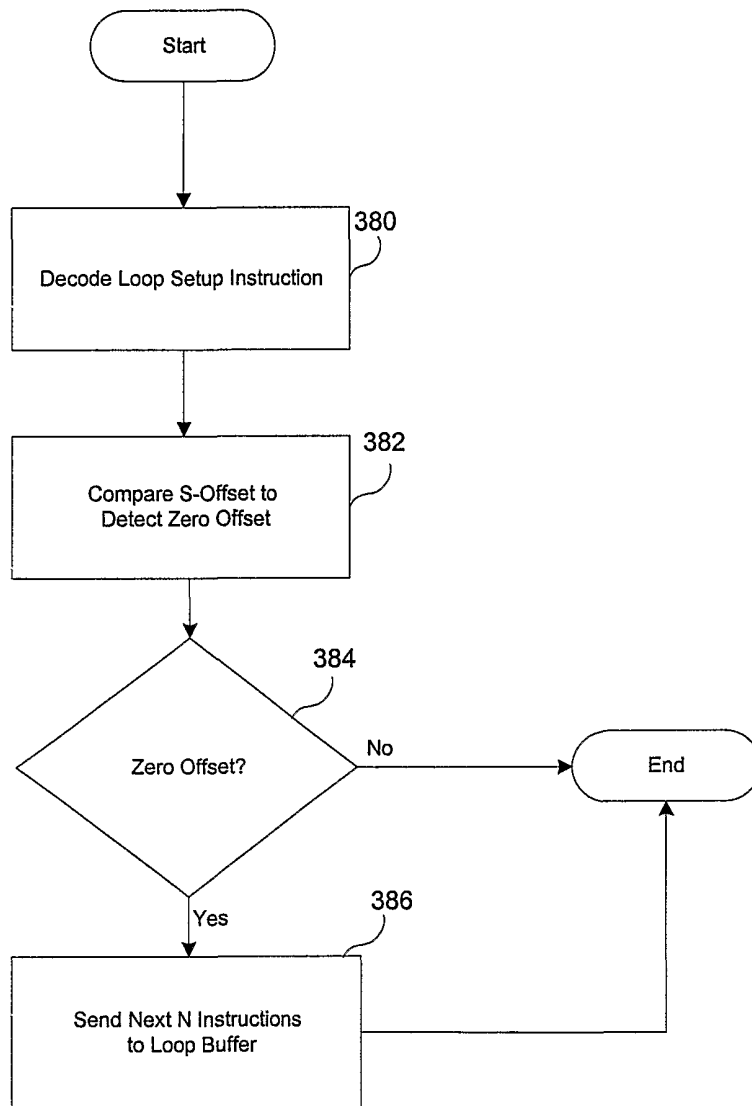 Start
380
Decode Loop Setup Instruction
382
Compare S-Offset to
Detect Zero Offset
384
Zero Offset?
No
End
Yes
386
Send Next N Instructions
to Loop Buffer